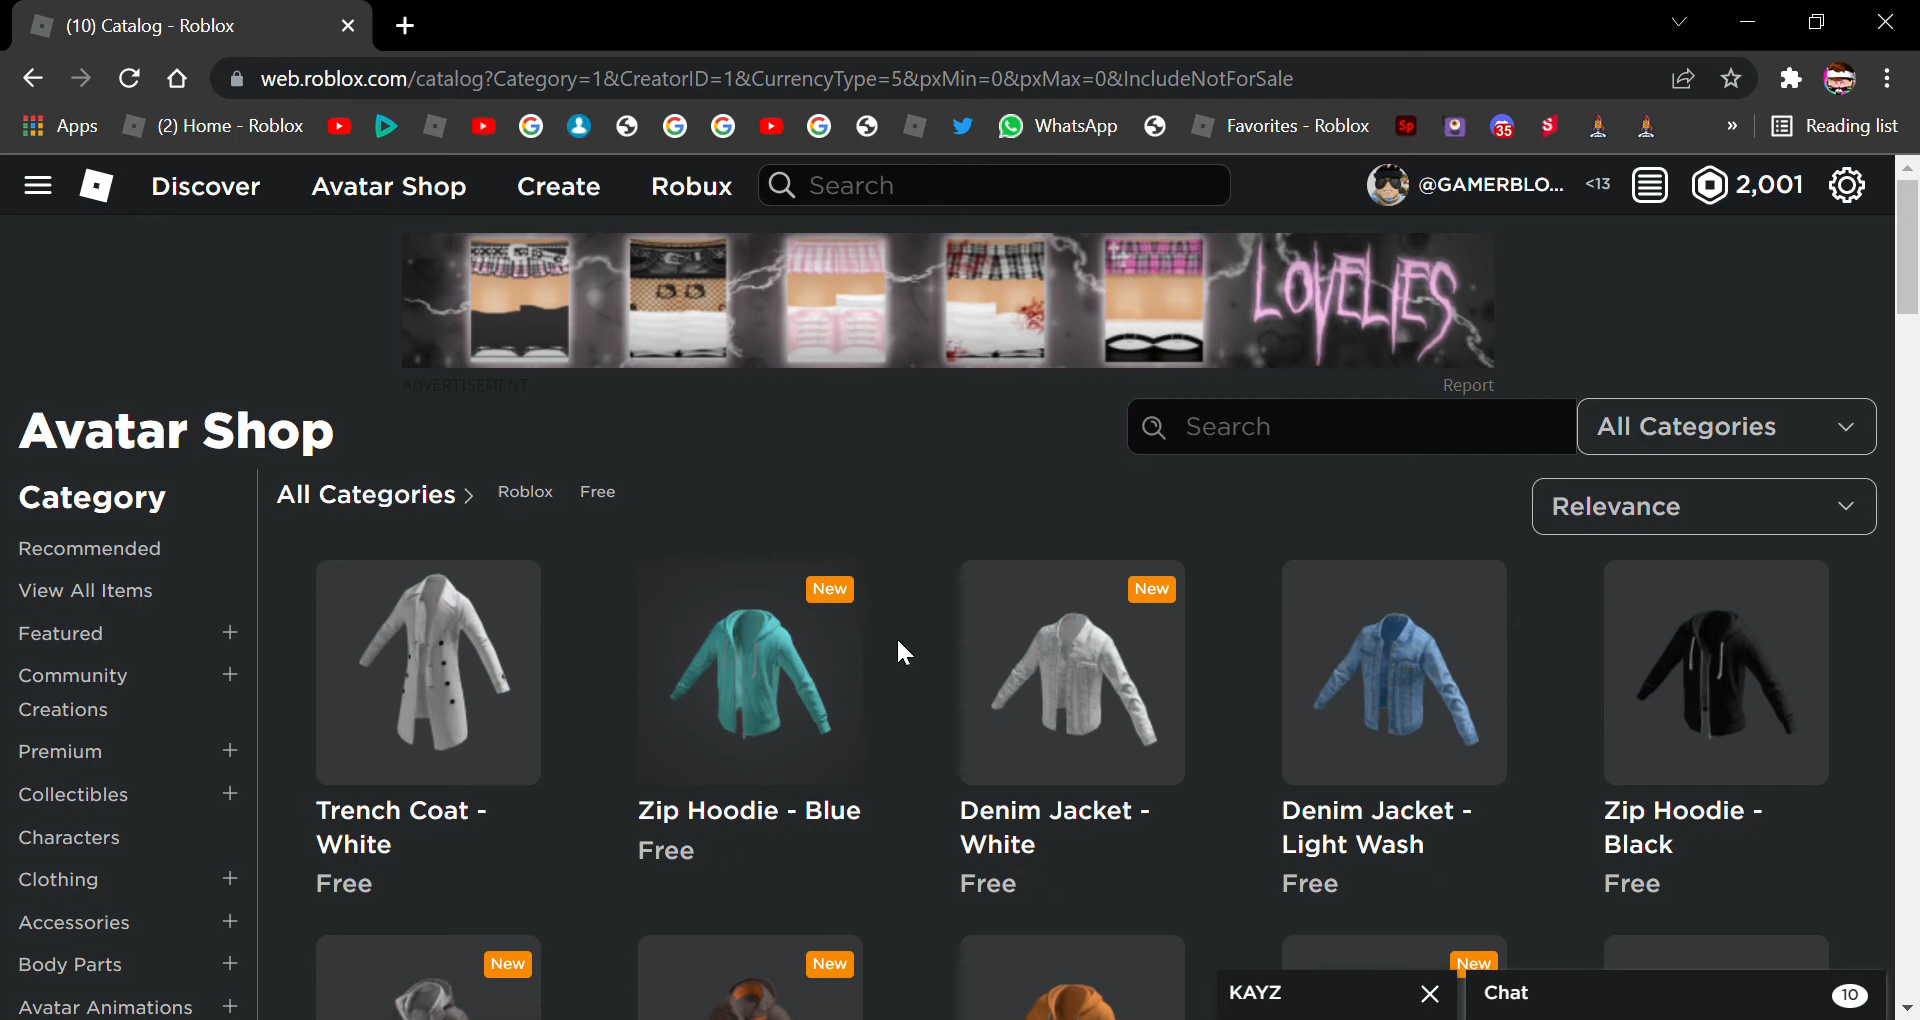 (10) Catalog - Roblox
web.roblox.com/catalog?Category=1&CreatorID=1&CurrencyType=5&pxMin=0&pxMax=0&IncludeNotForSale
Apps (2) Home - Roblox WhatsApp Favorites - Roblox Sp 35 S » Reading list
Discover Avatar Shop Create Robux Search @GAMERBLO... <13 2,001
LOVELIES
ADVERTISEMENT Report
Avatar Shop Search All Categories
Category All Categories > Roblox Free Relevance
Recommended
View All Items
Featured +
Community +
Creations
Premium +
Collectibles +
Characters
Clothing +
Accessories +
Body Parts +
Avatar Animations +
New New
Trench Coat - White
Free
Zip Hoodie - Blue
Free
Denim Jacket - White
Free
Denim Jacket - Light Wash
Free
Zip Hoodie - Black
Free
New New New
KAYZ Chat 10